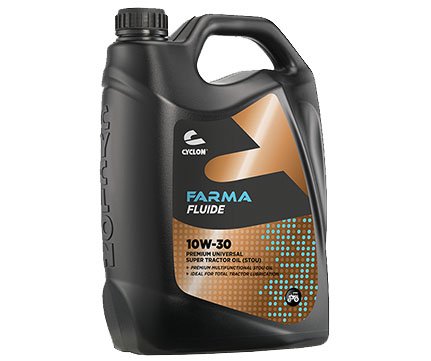 CYCLON
FARMA
FLUIDE
10W-30
PREMIUM UNIVERSAL
SUPER TRACTOR OIL (STOU)
+ PREMIUM MULTIFUNCTIONAL STOU OIL
+ IDEAL FOR TOTAL TRACTOR LUBRICATION
CYCLON